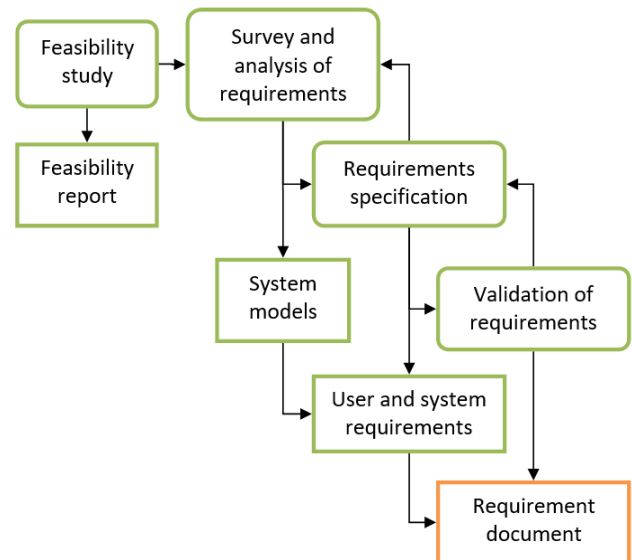 Feasibility
study
Survey and
analysis of
requirements
Feasibility
report
Requirements
specification
System
models
Validation of
requirements
User and system
requirements
Requirement
document